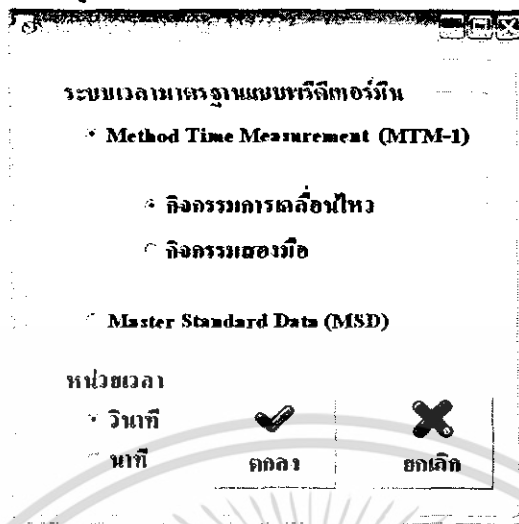 ระบบเวลามาตรฐานแบบพรีดีเทอร์มีน
Method Time Measurement (MTM-1)
กิจกรรมการเคลื่อนไหว
กิจกรรมสองมือ
Master Standard Data (MSD)
หน่วยเวลา
วินาที
นาที
ตกลง
ยกเลิก